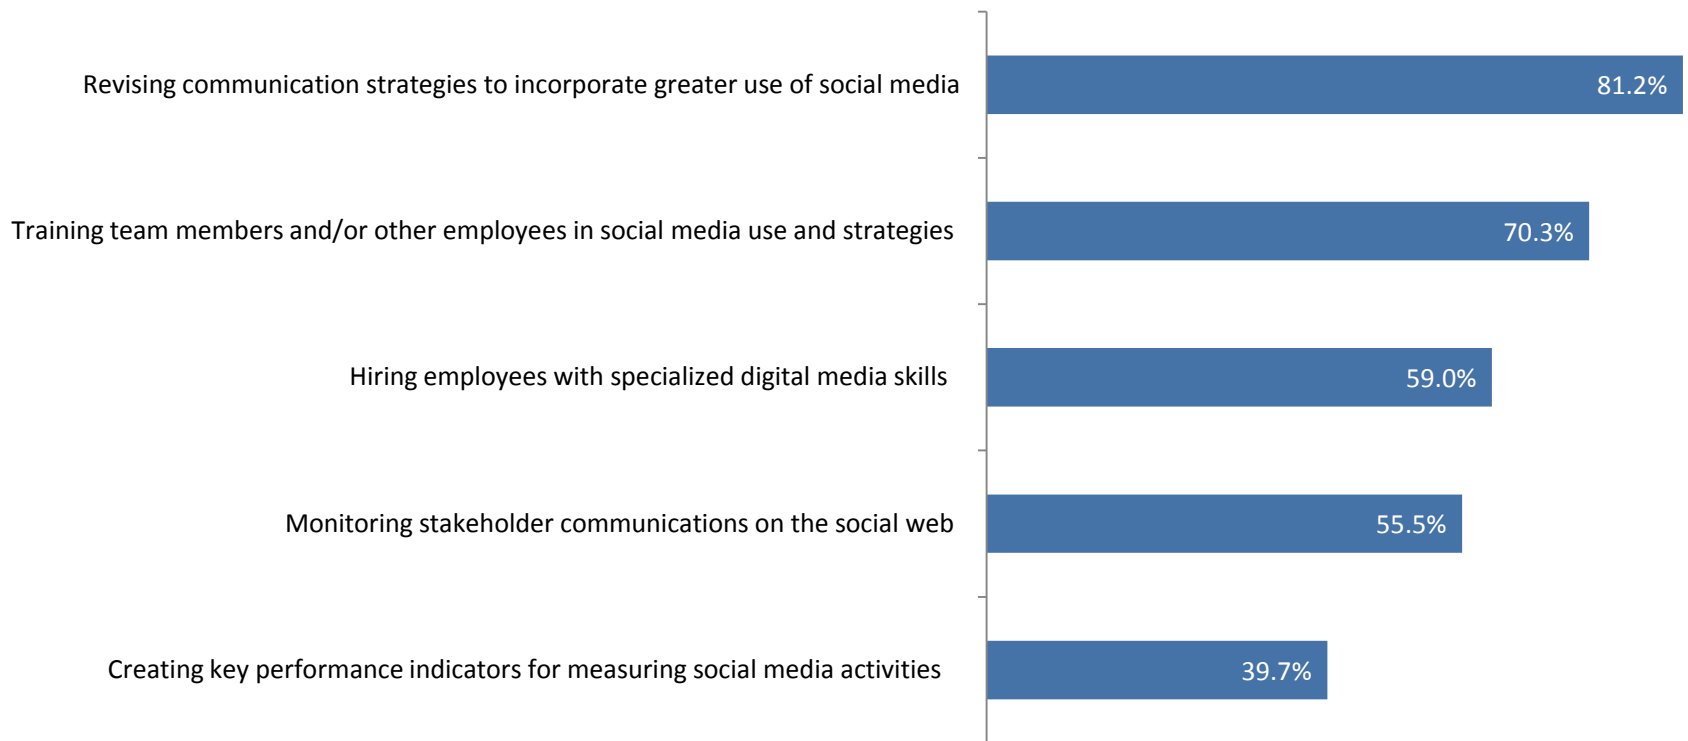 Revising communication strategies to incorporate greater use of social media 81.2%
Training team members and/or other employees in social media use and strategies 70.3%
Hiring employees with specialized digital media skills 59.0%
Monitoring stakeholder communications on the social web 55.5%
Creating key performance indicators for measuring social media activities 39.7%